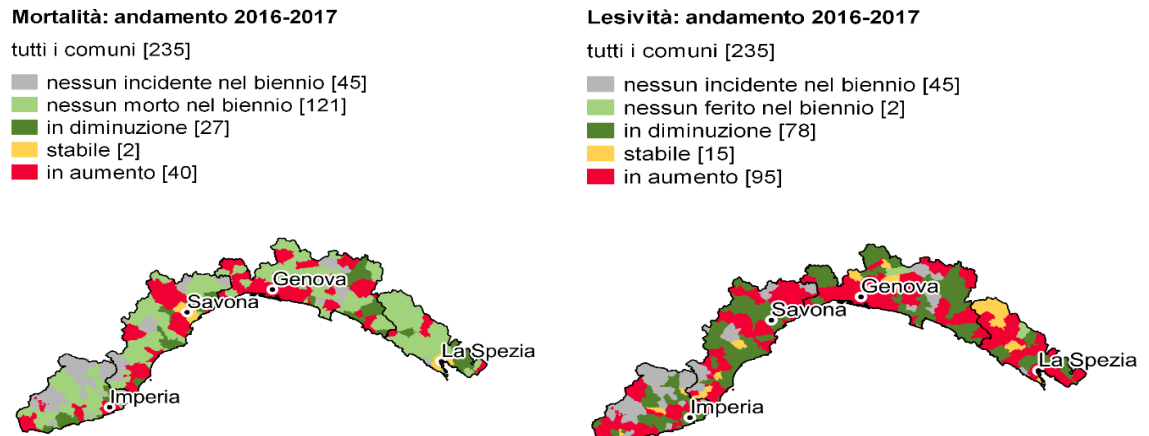 Mortalità: andamento 2016-2017
tutti i comuni [235]
nessun incidente nel biennio [45]
nessun morto nel biennio [121]
in diminuzione [27]
stabile [2]
in aumento [40]
Genova
Savona
La Spezia
Imperia
Lesività: andamento 2016-2017
tutti i comuni [235]
nessun incidente nel biennio [45]
nessun ferito nel biennio [2]
in diminuzione [78]
stabile [15]
in aumento [95]
Genova
Savona
La Spezia
Imperia